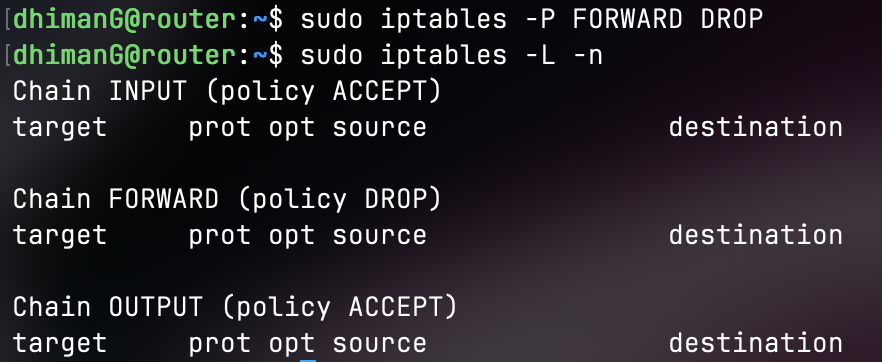 [dhimanG@router:~$ sudo iptables -P FORWARD DROP
[dhimanG@router:~$ sudo iptables -L -n
Chain INPUT (policy ACCEPT)
target     prot opt source               destination

Chain FORWARD (policy DROP)
target     prot opt source               destination

Chain OUTPUT (policy ACCEPT)
target     prot opt source               destination